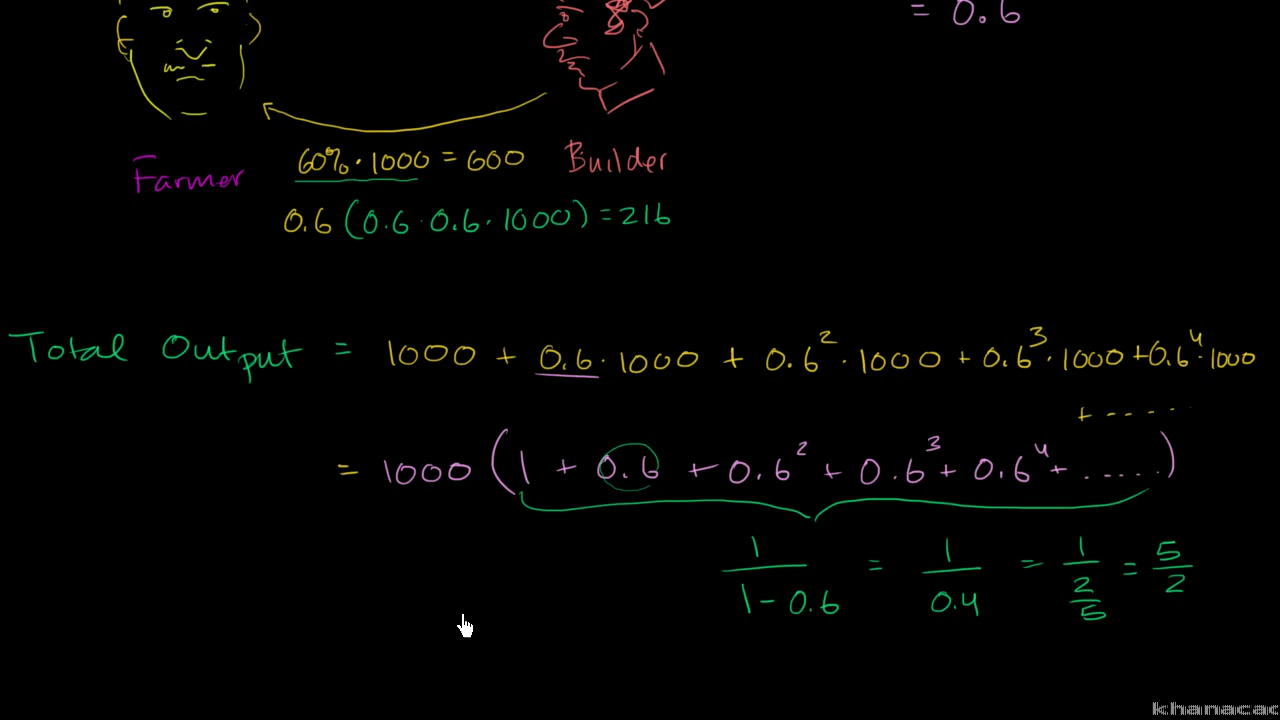 = 0.6
60% · 1000 = 600
Builder
Farmer
0.6 (0.6 · 0.6 · 1000) = 216
Total Output = 1000 + 0.6 · 1000 + 0.6² · 1000 + 0.6³ · 1000 + 0.6⁴ · 1000
+ - - - -
= 1000 (1 + 0.6 + 0.6² + 0.6³ + 0.6⁴ + .....)
1/(1 - 0.6) = 1/0.4 = 1/(2/5) = 5/2
khanacad